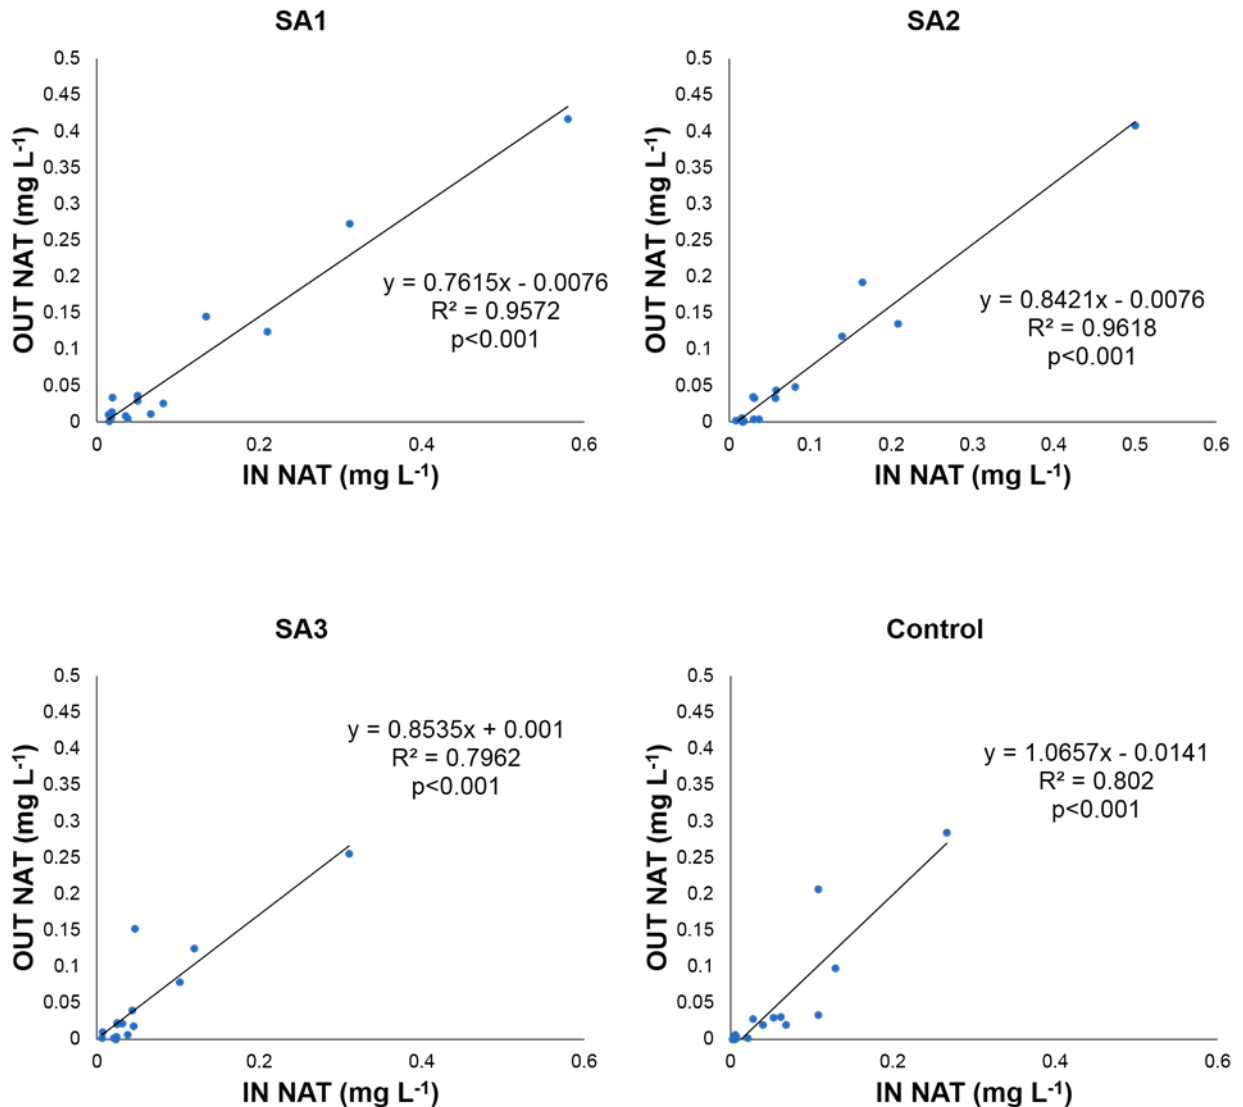 SA1
0.5
0.45
0.4
0.35
0.3
0.25
0.2
0.15
0.1
0.05
0
OUT NAT (mg L⁻¹)
y = 0.7615x - 0.0076
R² = 0.9572
p<0.001
0
0.2
0.4
0.6
IN NAT (mg L⁻¹)
SA2
0.5
0.45
0.4
0.35
0.3
0.25
0.2
0.15
0.1
0.05
0
OUT NAT (mg L⁻¹)
y = 0.8421x - 0.0076
R² = 0.9618
p<0.001
0
0.1
0.2
0.3
0.4
0.5
0.6
IN NAT (mg L⁻¹)
SA3
0.5
0.45
0.4
0.35
0.3
0.25
0.2
0.15
0.1
0.05
0
OUT NAT (mg L⁻¹)
y = 0.8535x + 0.001
R² = 0.7962
p<0.001
0
0.2
0.4
0.6
IN NAT (mg L⁻¹)
Control
0.5
0.45
0.4
0.35
0.3
0.25
0.2
0.15
0.1
0.05
0
OUT NAT (mg L⁻¹)
y = 1.0657x - 0.0141
R² = 0.802
p<0.001
0
0.2
0.4
0.6
IN NAT (mg L⁻¹)